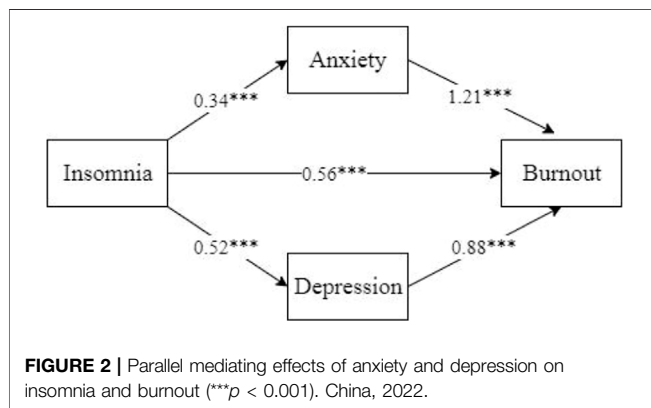 Anxiety
0.34***
1.21***
Insomnia
0.56***
Burnout
0.52***
0.88***
Depression
FIGURE 2 | Parallel mediating effects of anxiety and depression on
insomnia and burnout (***p < 0.001). China, 2022.